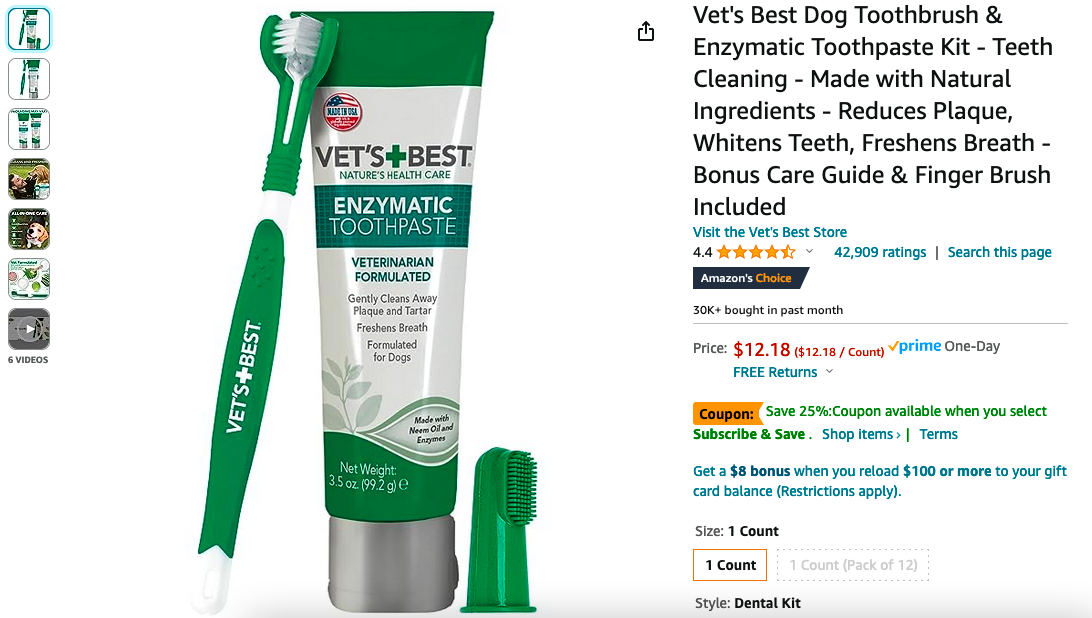 6 VIDEOS
MADE IN USA
VET'S+BEST
NATURE'S HEALTH CARE
ENZYMATIC
TOOTHPASTE
VETERINARIAN
FORMULATED
Gently Cleans Away
Plaque and Tartar
Freshens Breath
Formulated
for Dogs
Made with
Neem Oil and
Enzymes
Net Weight:
3.5 oz. (99.2 g) ℮
VET'S+BEST
Vet's Best Dog Toothbrush &
Enzymatic Toothpaste Kit - Teeth
Cleaning - Made with Natural
Ingredients - Reduces Plaque,
Whitens Teeth, Freshens Breath -
Bonus Care Guide & Finger Brush
Included
Visit the Vet's Best Store
4.4 42,909 ratings | Search this page
Amazon's Choice
30K+ bought in past month
Price: $12.18 ($12.18 / Count) prime One-Day
FREE Returns
Coupon: Save 25%:Coupon available when you select
Subscribe & Save . Shop items › | Terms
Get a $8 bonus when you reload $100 or more to your gift
card balance (Restrictions apply).
Size: 1 Count
1 Count 1 Count (Pack of 12)
Style: Dental Kit